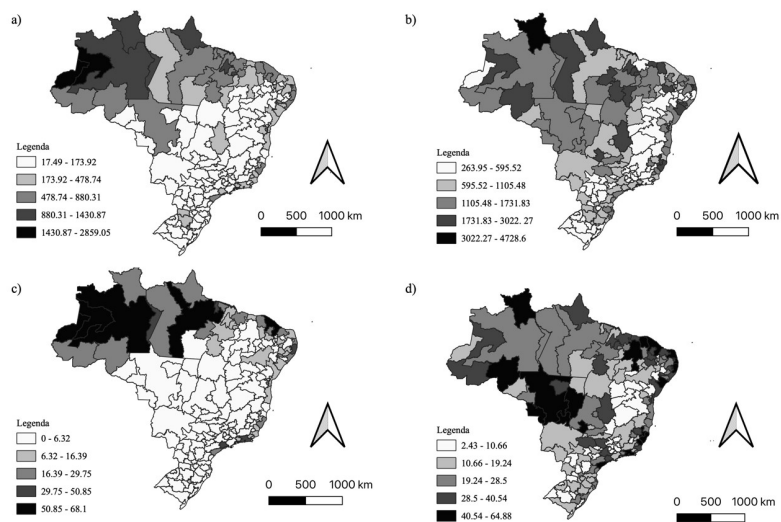 a)
Legenda
17.49 - 173.92
173.92 - 478.74
478.74 - 880.31
880.31 - 1430.87
1430.87 - 2859.05
0 500 1000 km
b)
Legenda
263.95 - 595.52
595.52 - 1105.48
1105.48 - 1731.83
1731.83 - 3022. 27
3022.27 - 4728.6
0 500 1000 km
c)
Legenda
0 - 6.32
6.32 - 16.39
16.39 - 29.75
29.75 - 50.85
50.85 - 68.1
0 500 1000 km
d)
Legenda
2.43 - 10.66
10.66 - 19.24
19.24 - 28.5
28.5 - 40.54
40.54 - 64.88
0 500 1000 km